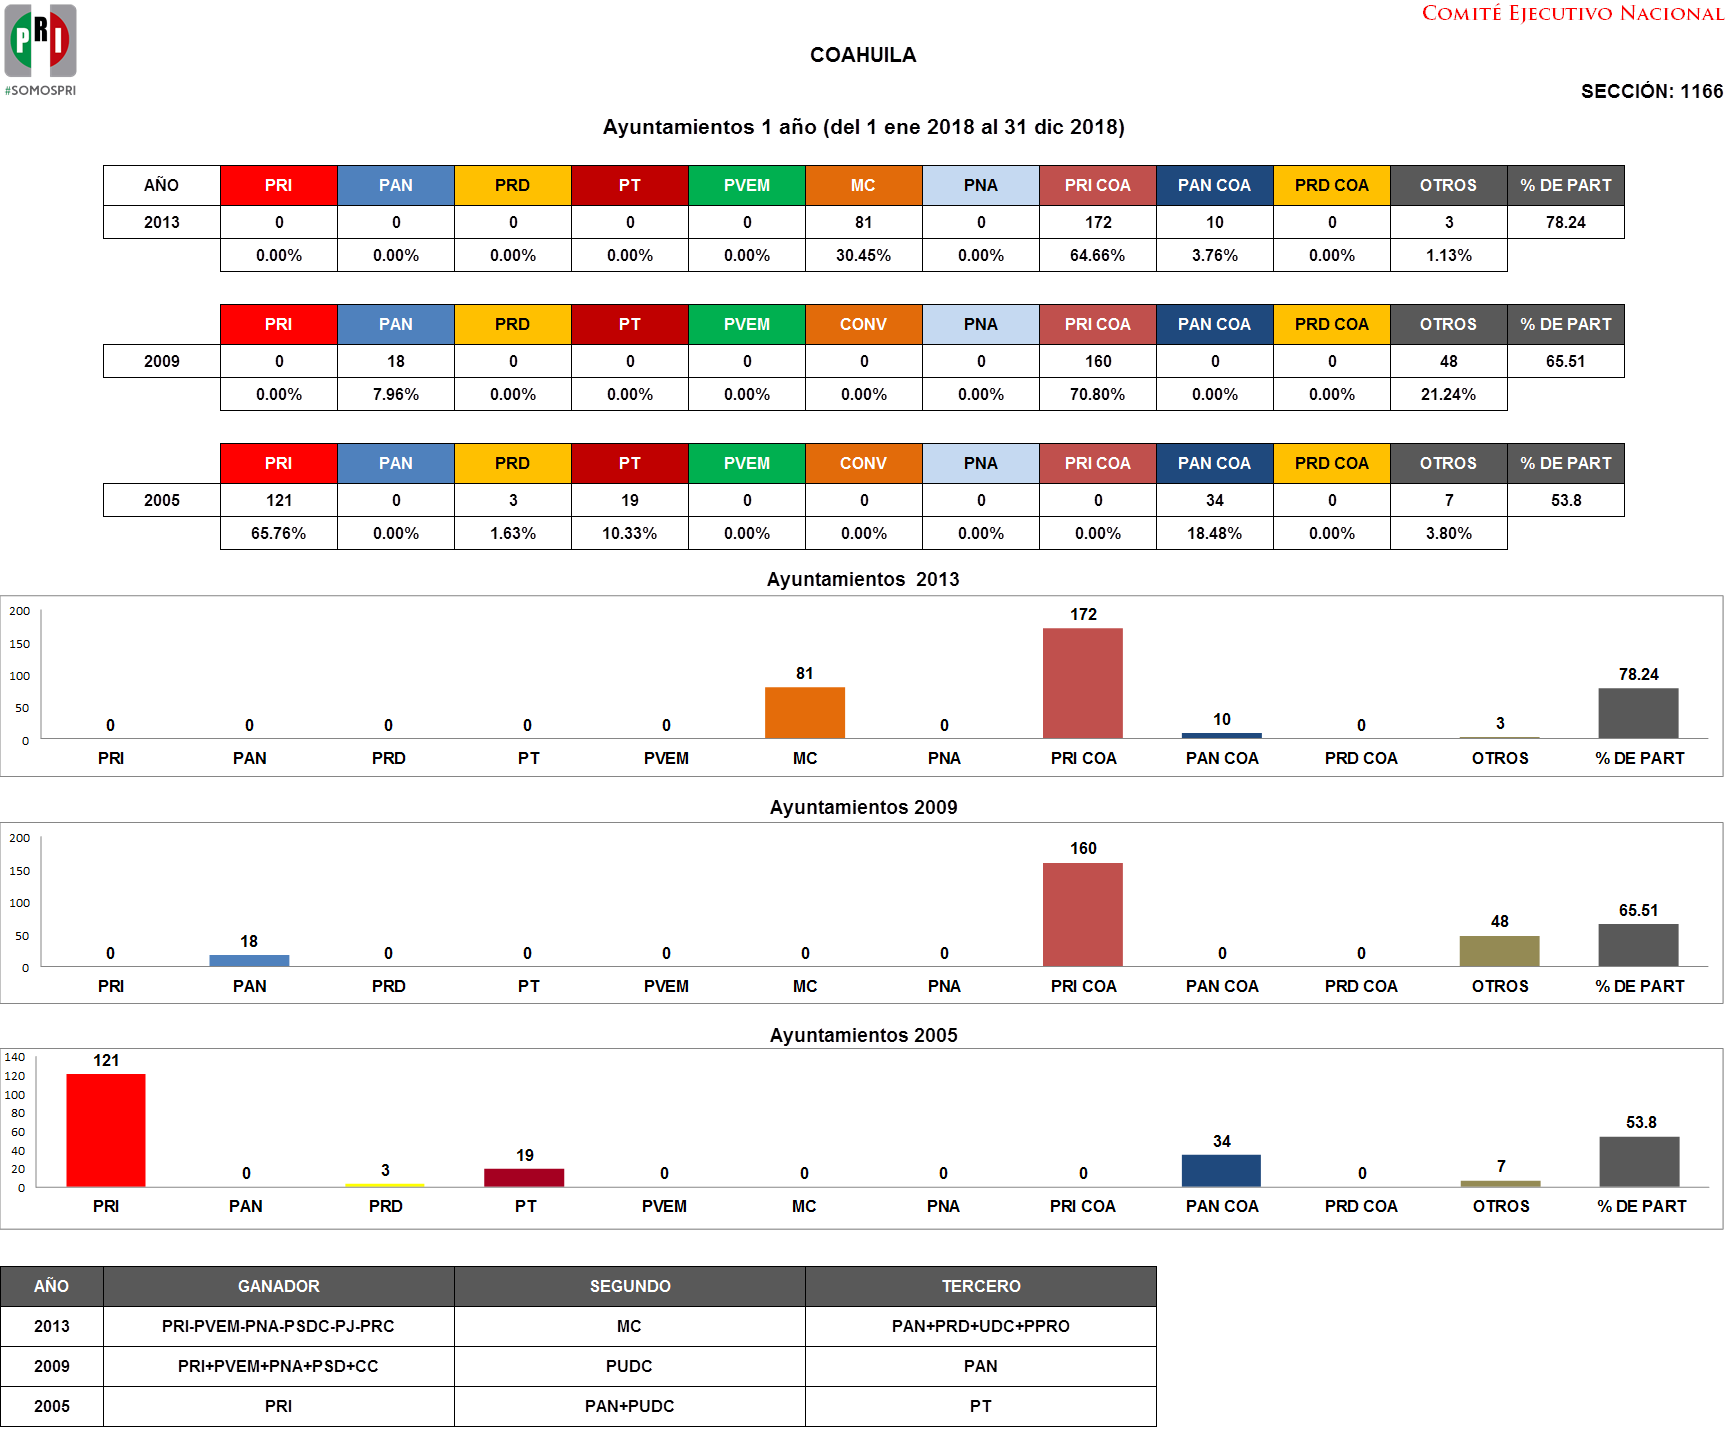 COMITÉ EJECUTIVO NACIONAL
PRI
#SOMOSPRI
COAHUILA
SECCIÓN: 1166
Ayuntamientos 1 año (del 1 ene 2018 al 31 dic 2018)
AÑO PRI PAN PRD PT PVEM MC PNA PRI COA PAN COA PRD COA OTROS % DE PART
2013 0 0 0 0 0 81 0 172 10 0 3 78.24
0.00% 0.00% 0.00% 0.00% 0.00% 30.45% 0.00% 64.66% 3.76% 0.00% 1.13%
PRI PAN PRD PT PVEM CONV PNA PRI COA PAN COA PRD COA OTROS % DE PART
2009 0 18 0 0 0 0 0 160 0 0 48 65.51
0.00% 7.96% 0.00% 0.00% 0.00% 0.00% 0.00% 70.80% 0.00% 0.00% 21.24%
PRI PAN PRD PT PVEM CONV PNA PRI COA PAN COA PRD COA OTROS % DE PART
2005 121 0 3 19 0 0 0 0 34 0 7 53.8
65.76% 0.00% 1.63% 10.33% 0.00% 0.00% 0.00% 0.00% 18.48% 0.00% 3.80%
Ayuntamientos 2013
200
150
100
50
0
0 0 0 0 0 81 0 172 10 0 3 78.24
PRI PAN PRD PT PVEM MC PNA PRI COA PAN COA PRD COA OTROS % DE PART
Ayuntamientos 2009
200
150
100
50
0
0 18 0 0 0 0 0 160 0 0 48 65.51
PRI PAN PRD PT PVEM MC PNA PRI COA PAN COA PRD COA OTROS % DE PART
Ayuntamientos 2005
140
120
100
80
60
40
20
0
121 0 3 19 0 0 0 0 34 0 7 53.8
PRI PAN PRD PT PVEM MC PNA PRI COA PAN COA PRD COA OTROS % DE PART
AÑO GANADOR SEGUNDO TERCERO
2013 PRI-PVEM-PNA-PSDC-PJ-PRC MC PAN+PRD+UDC+PPRO
2009 PRI+PVEM+PNA+PSD+CC PUDC PAN
2005 PRI PAN+PUDC PT